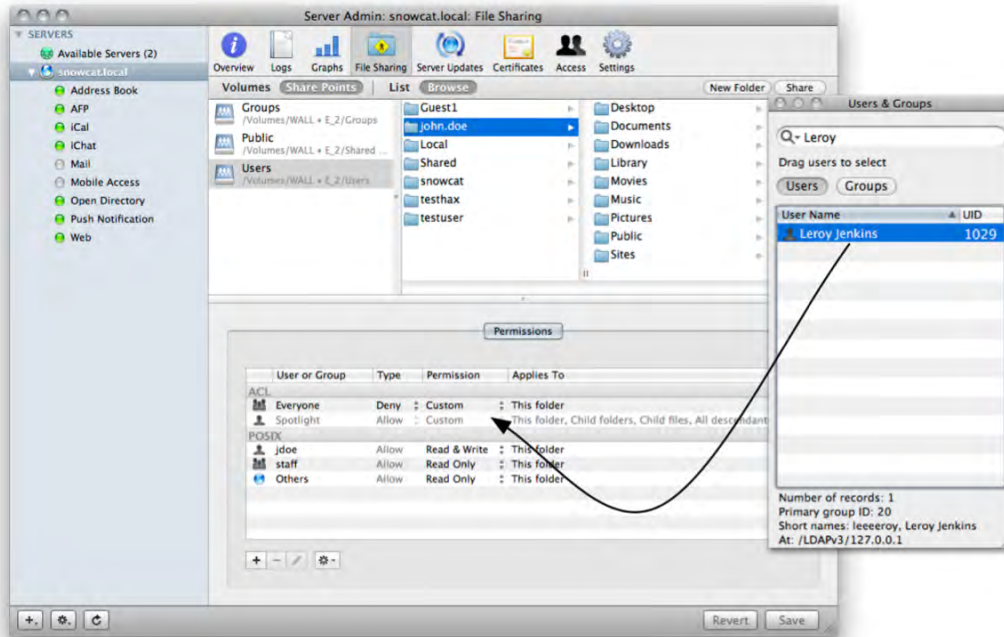 Server Admin: snowcat.local: File Sharing
SERVERS
Available Servers (2)
snowcat.local
Address Book
AFP
iCal
iChat
Mail
Mobile Access
Open Directory
Push Notification
Web
Overview Logs Graphs File Sharing Server Updates Certificates Access Settings
Volumes Share Points List Browse New Folder Share
Groups
/Volumes/WALL • E_2/Groups
Public
/Volumes/WALL • E_2/Shared ...
Users
/Volumes/WALL • E_2/Users
Guest1
john.doe
Local
Shared
snowcat
testhax
testuser
Desktop
Documents
Downloads
Library
Movies
Music
Pictures
Public
Sites
Permissions
User or Group Type Permission Applies To
ACL
Everyone Deny Custom This folder
Spotlight Allow Custom This folder, Child folders, Child files, All descendant
POSIX
jdoe Allow Read & Write This folder
staff Allow Read Only This folder
Others Allow Read Only This folder
Revert Save
Users & Groups
Leroy
Drag users to select
Users Groups
User Name UID
Leroy Jenkins 1029
Number of records: 1
Primary group ID: 20
Short names: leeeeroy, Leroy Jenkins
At: /LDAPv3/127.0.0.1